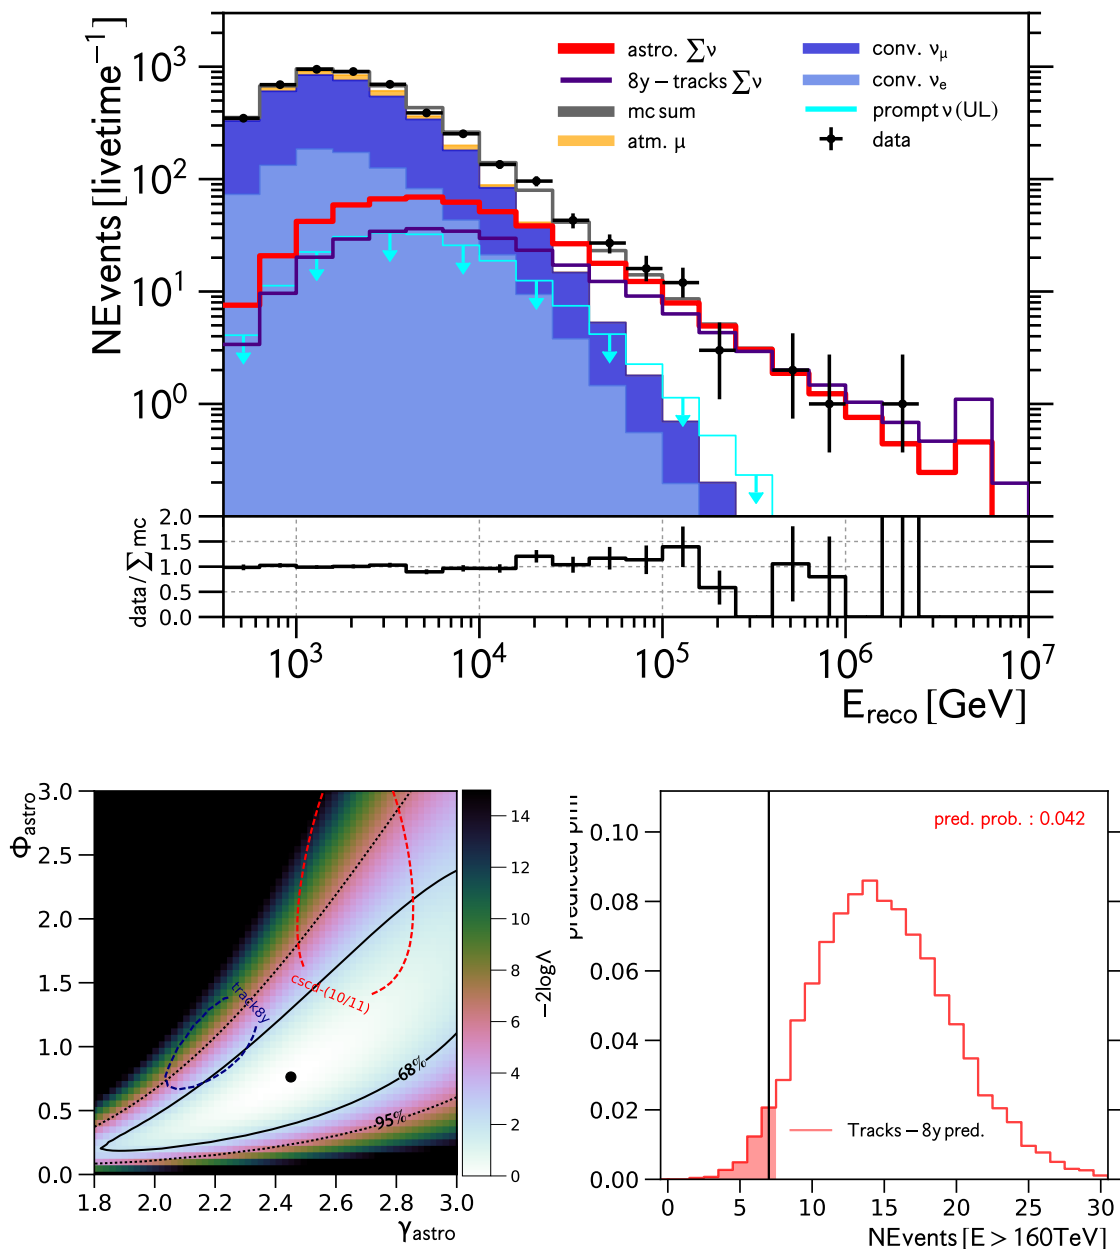 NEvents [livetime⁻¹]
10³
10²
10¹
10⁰
astro. ∑ν
8y – tracks ∑ν
mc sum
atm. μ
conv. ν_μ
conv. ν_e
prompt ν (UL)
data
data / ∑ mc
2.0
1.5
1.0
0.5
0.0
10³ 10⁴ 10⁵ 10⁶ 10⁷
E_reco [GeV]
Φ_astro
3.0
2.5
2.0
1.5
1.0
0.5
0.0
1.8 2.0 2.2 2.4 2.6 2.8 3.0
γ_astro
cscd-(10/11)
track8y
68%
95%
14
12
10
8
6
4
2
0
-2logΛ
predicted
0.10
0.08
0.06
0.04
0.02
0.00
pred. prob. : 0.042
Tracks – 8y pred.
0 5 10 15 20 25 30
NEvents [E > 160TeV]